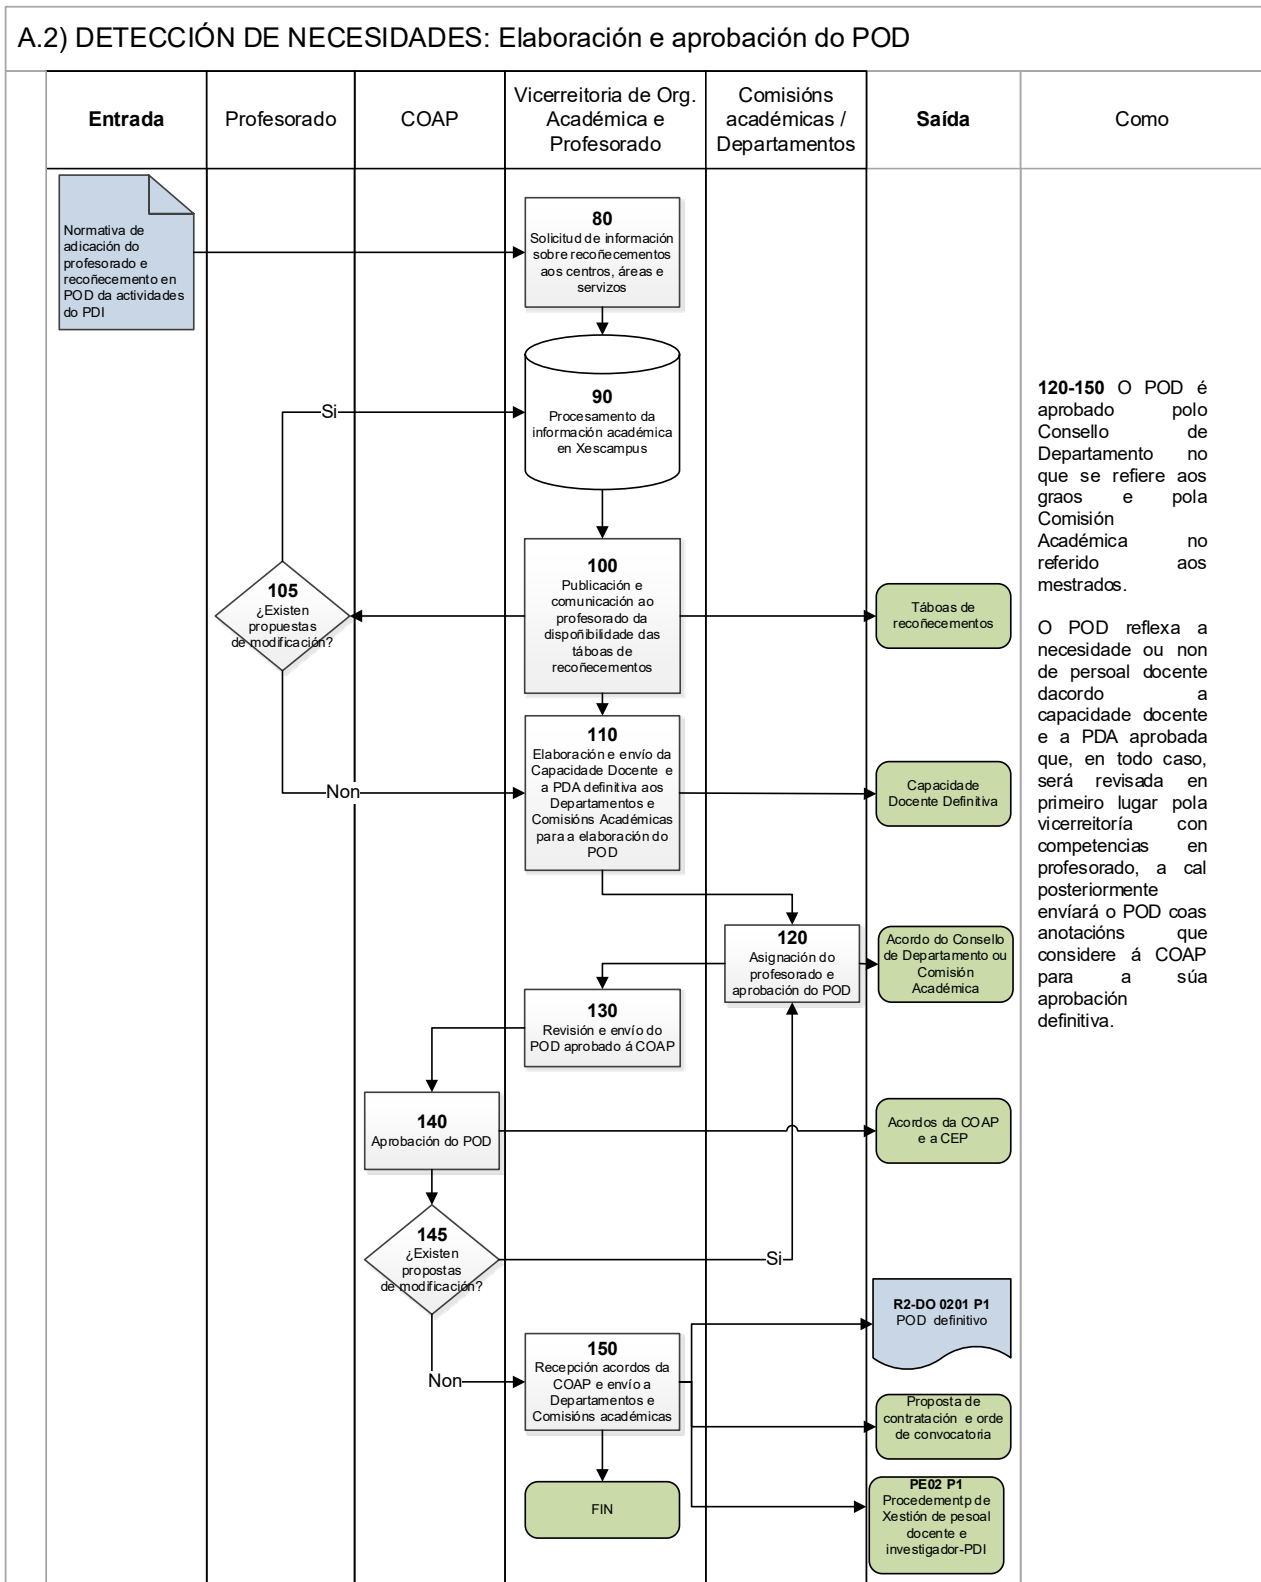 A.2) DETECCIÓN DE NECESIDADES: Elaboración e aprobación do POD
Entrada
Profesorado
COAP
Vicerreitoria de Org.
Académica e
Profesorado
Comisións
académicas /
Departamentos
Saída
Como
Normativa de
adicación do
profesorado e
recoñecemento en
POD da actividades
do PDI
80
Solicitud de información
sobre recoñecementos
aos centros, áreas e
servizos
90
Procesamento da
información académica
en Xescampus
Si
100
Publicación e
comunicación ao
profesorado da
dispoñibilidade das
táboas de
recoñecementos
105
¿Existen
propuestas
de modificación?
Táboas de
recoñecementos
110
Elaboración e envío da
Capacidade Docente e
a PDA definitiva aos
Departamentos e
Comisións Académicas
para a elaboración do
POD
Non
Capacidade
Docente Definitiva
120
Asignación do
profesorado e
aprobación do POD
Acordo do Consello
de Departamento ou
Comisión
Académica
130
Revisión e envío do
POD aprobado á COAP
140
Aprobación do POD
Acordos da COAP
e a CEP
145
¿Existen
propostas
de modificación?
Si
Non
150
Recepción acordos da
COAP e envío a
Departamentos e
Comisións académicas
R2-DO 0201 P1
POD definitivo
Proposta de
contratación e orde
de convocatoria
FIN
PE02 P1
Procedementp de
Xestión de pesoal
docente e
investigador-PDI
120-150 O POD é
aprobado polo
Consello de
Departamento no
que se refiere aos
graos e pola
Comisión
Académica no
referido aos
mestrados.
O POD reflexa a
necesidade ou non
de persoal docente
dacordo a
capacidade docente
e a PDA aprobada
que, en todo caso,
será revisada en
primeiro lugar pola
vicerreitoría con
competencias en
profesorado, a cal
posteriormente
envíará o POD coas
anotacións que
considere á COAP
para a súa
aprobación
definitiva.